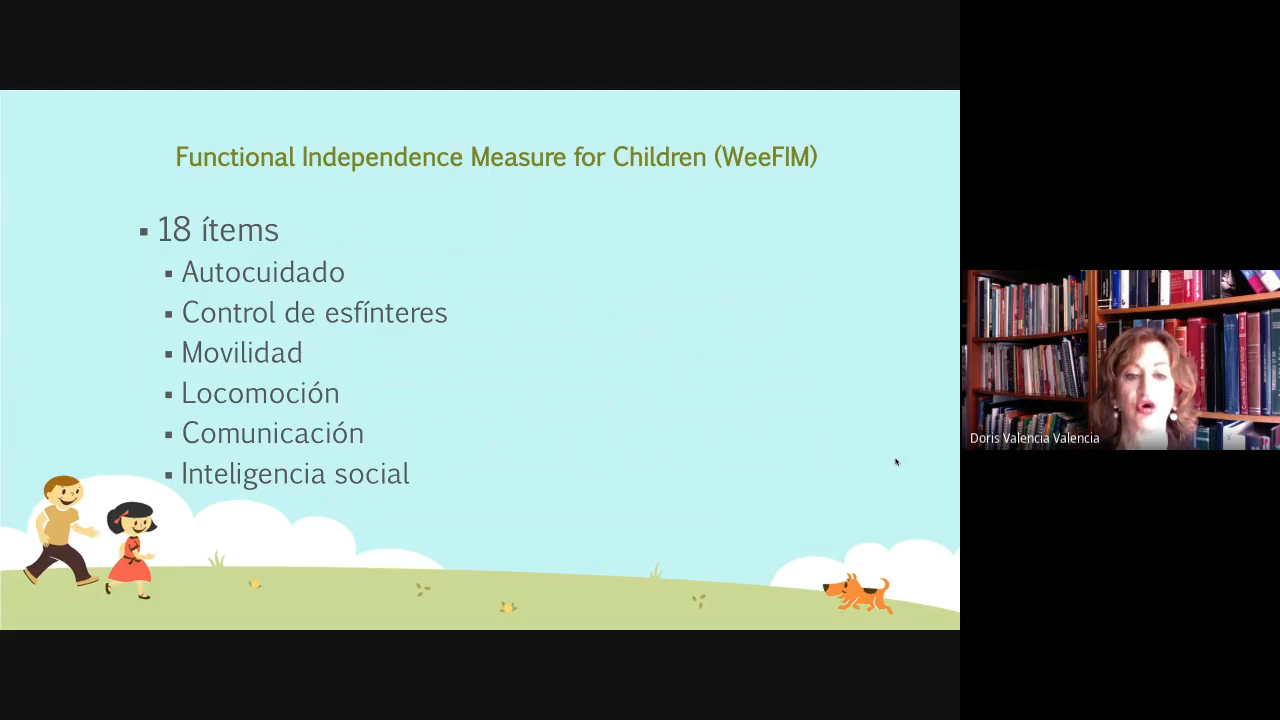 Functional Independence Measure for Children (WeeFIM)
18 ítems
Autocuidado
Control de esfínteres
Movilidad
Locomoción
Comunicación
Inteligencia social
Doris Valencia Valencia